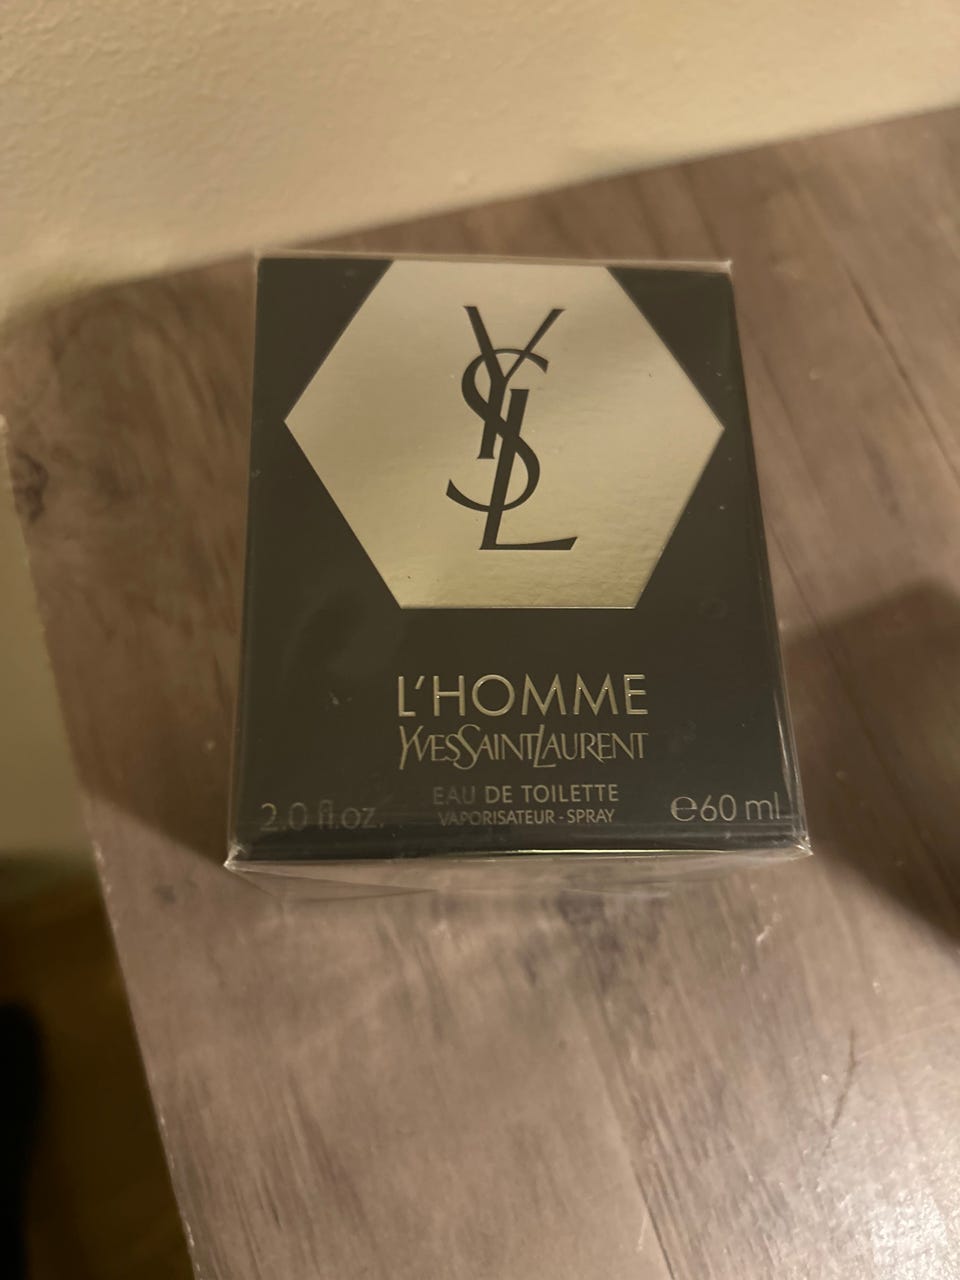 YSL
L'HOMME
YVESSAINTLAURENT
EAU DE TOILETTE
VAPORISATEUR - SPRAY
2.0 fl.oz. ℮60 ml